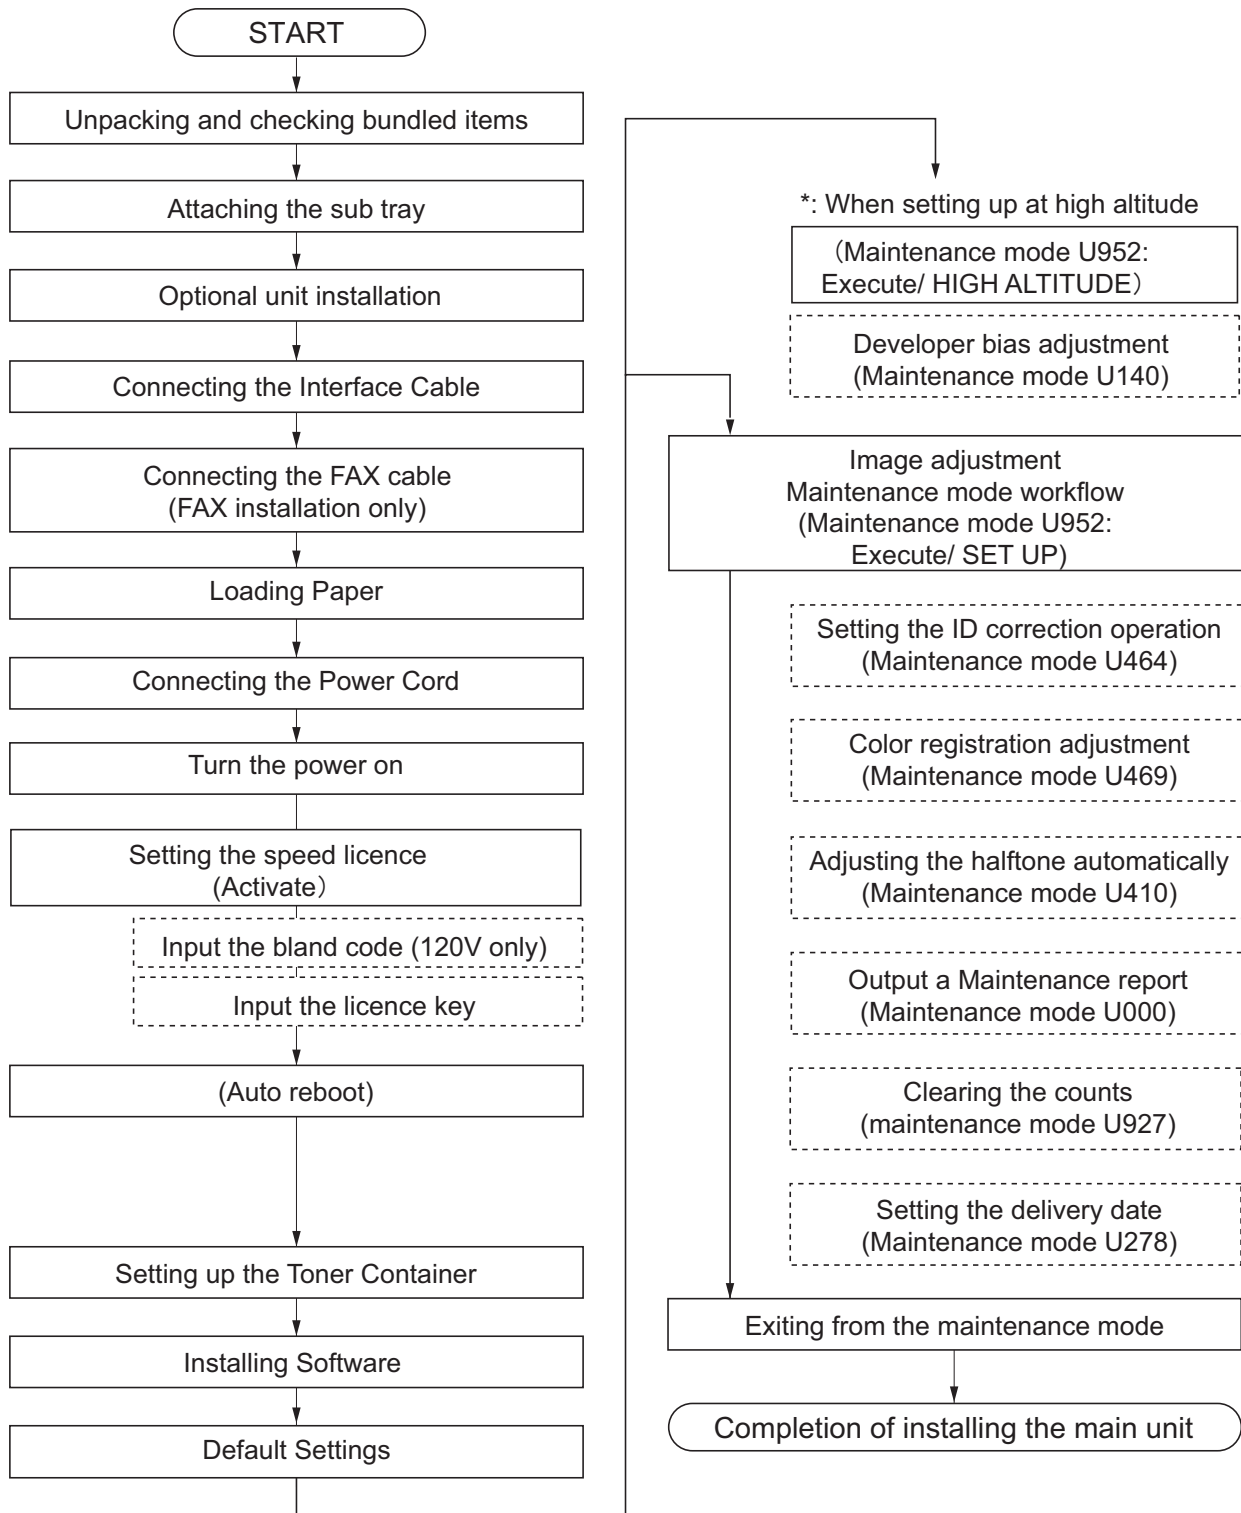 START
Unpacking and checking bundled items
Attaching the sub tray
Optional unit installation
Connecting the Interface Cable
Connecting the FAX cable
(FAX installation only)
Loading Paper
Connecting the Power Cord
Turn the power on
Setting the speed licence
(Activate）
Input the bland code (120V only)
Input the licence key
(Auto reboot)
Setting up the Toner Container
Installing Software
Default Settings
*: When setting up at high altitude
（Maintenance mode U952:
Execute/ HIGH ALTITUDE）
Developer bias adjustment
(Maintenance mode U140)
Image adjustment
Maintenance mode workflow
(Maintenance mode U952:
Execute/ SET UP)
Setting the ID correction operation
(Maintenance mode U464)
Color registration adjustment
(Maintenance mode U469)
Adjusting the halftone automatically
(Maintenance mode U410)
Output a Maintenance report
(Maintenance mode U000)
Clearing the counts
(maintenance mode U927)
Setting the delivery date
(Maintenance mode U278)
Exiting from the maintenance mode
Completion of installing the main unit